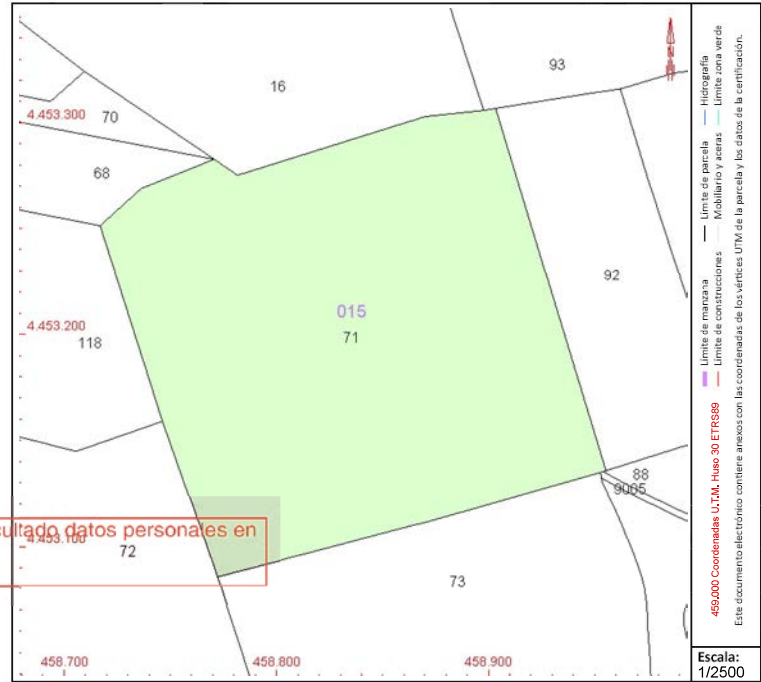 93
16
4.453.300
70
68
92
015
71
4.453.200
118
88
9005
cultado datos personales en
4.453.100
72
73
458.700
458.800
458.900
Límite de manzana
Límite de parcela
Hidrografía
Límite de construcciones
Mobiliario y aceras
Límite zona verde
459.000 Coordenadas U.T.M. Huso 30 ETRS89
Este documento electrónico contiene anexos con las coordenadas de los vértices UTM de la parcela y los datos de la certificación.
Escala:
1/2500